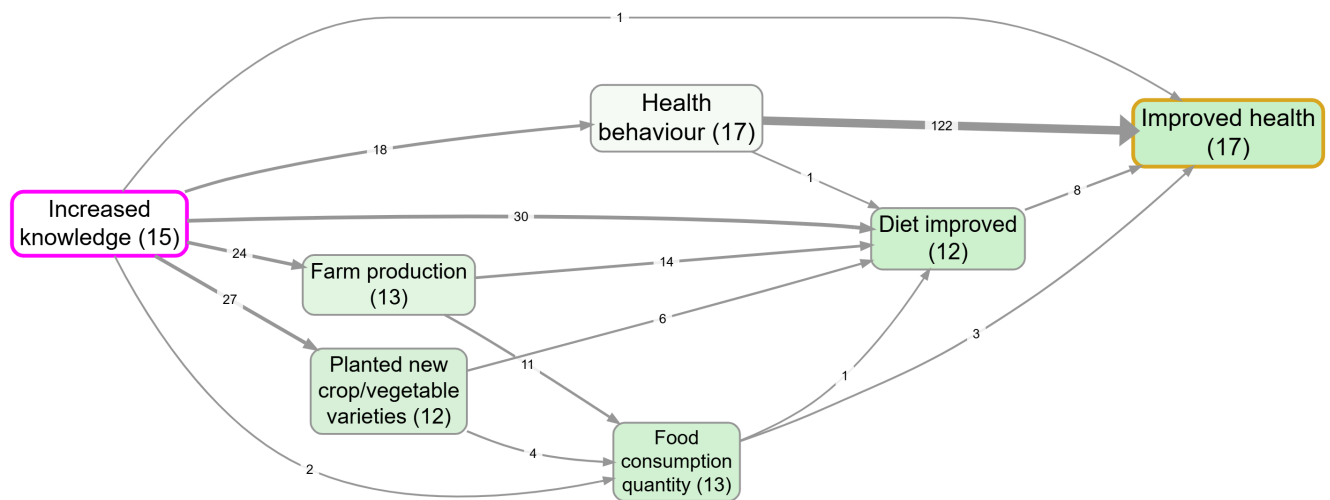 1
Health
behaviour (17)
122
Improved health
(17)
18
1
8
Increased
knowledge (15)
30
Diet improved
(12)
24
Farm production
(13)
14
27
6
3
Planted new
crop/vegetable
varieties (12)
11
1
4
Food
consumption
quantity (13)
2